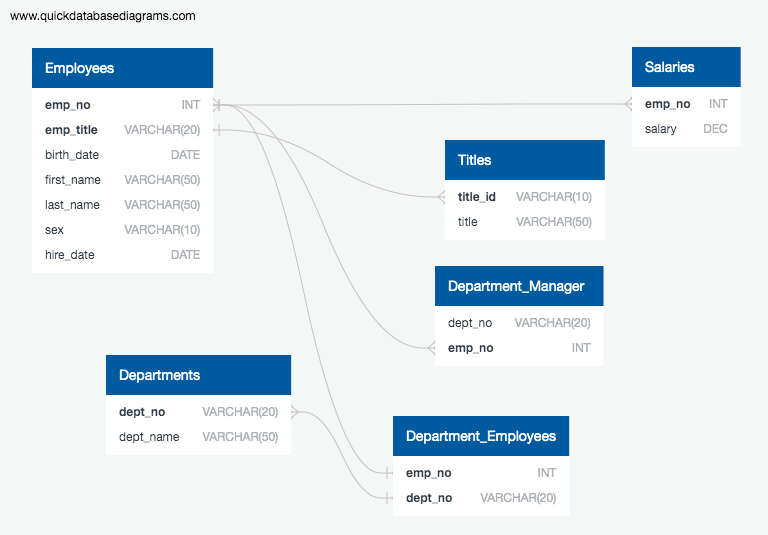 www.quickdatabasediagrams.com
Employees
emp_no INT
emp_title VARCHAR(20)
birth_date DATE
first_name VARCHAR(50)
last_name VARCHAR(50)
sex VARCHAR(10)
hire_date DATE
Salaries
emp_no INT
salary DEC
Titles
title_id VARCHAR(10)
title VARCHAR(50)
Department_Manager
dept_no VARCHAR(20)
emp_no INT
Departments
dept_no VARCHAR(20)
dept_name VARCHAR(50)
Department_Employees
emp_no INT
dept_no VARCHAR(20)